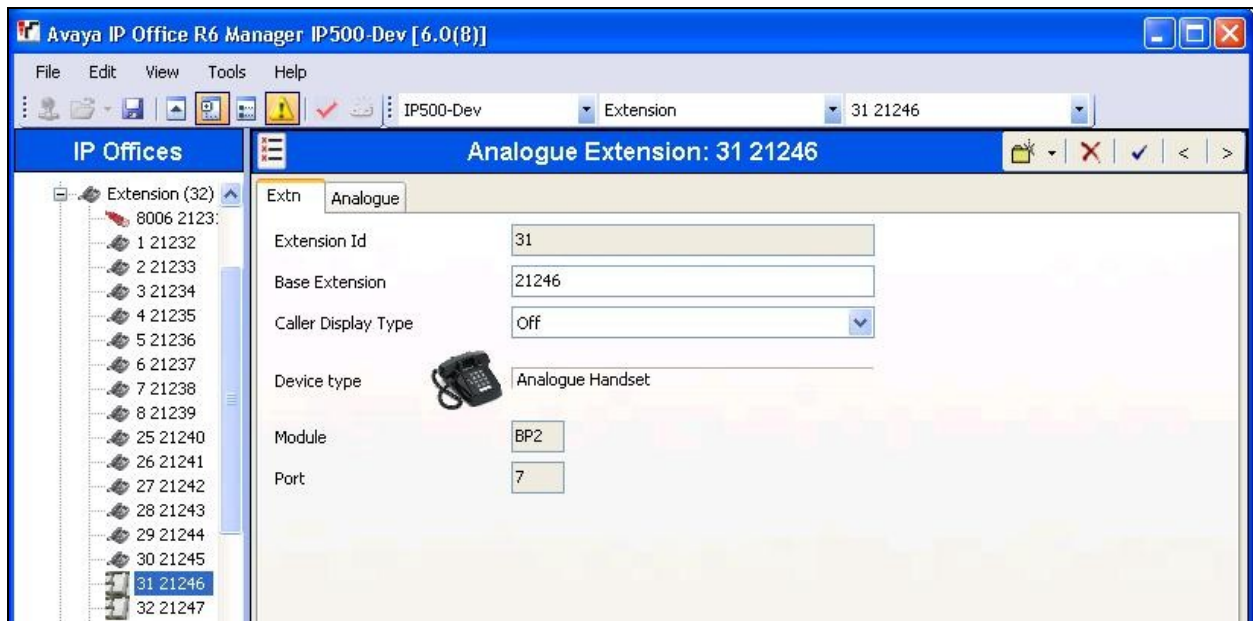 Avaya IP Office R6 Manager IP500-Dev [6.0(8)]
File Edit View Tools Help
IP500-Dev Extension 31 21246
IP Offices
Analogue Extension: 31 21246
Extension (32)
8006 2123
1 21232
2 21233
3 21234
4 21235
5 21236
6 21237
7 21238
8 21239
25 21240
26 21241
27 21242
28 21243
29 21244
30 21245
31 21246
32 21247
Extn Analogue
Extension Id 31
Base Extension 21246
Caller Display Type Off
Device type Analogue Handset
Module BP2
Port 7